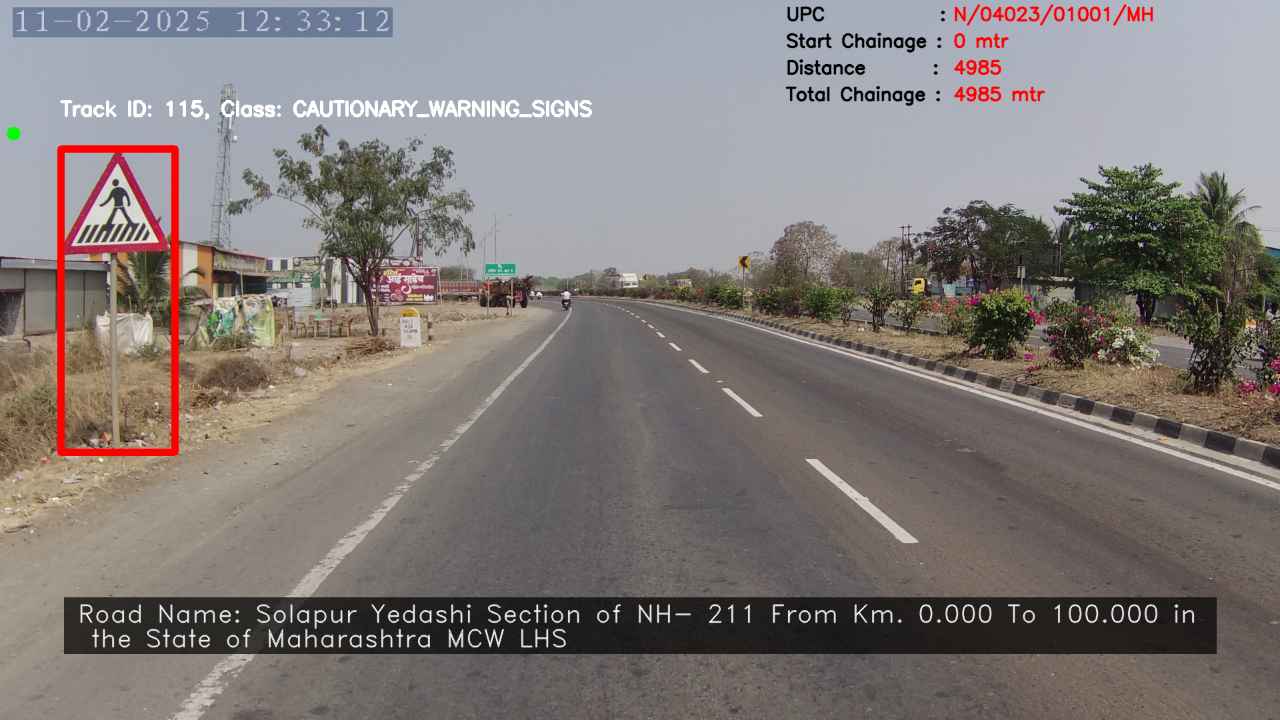 11-02-2025 12:33:12
UPC : N/04023/01001/MH
Start Chainage : 0 mtr
Distance : 4985
Total Chainage : 4985 mtr
Track ID: 115, Class: CAUTIONARY_WARNING_SIGNS
Road Name: Solapur Yedashi Section of NH- 211 From Km. 0.000 To 100.000 in
the State of Maharashtra MCW LHS